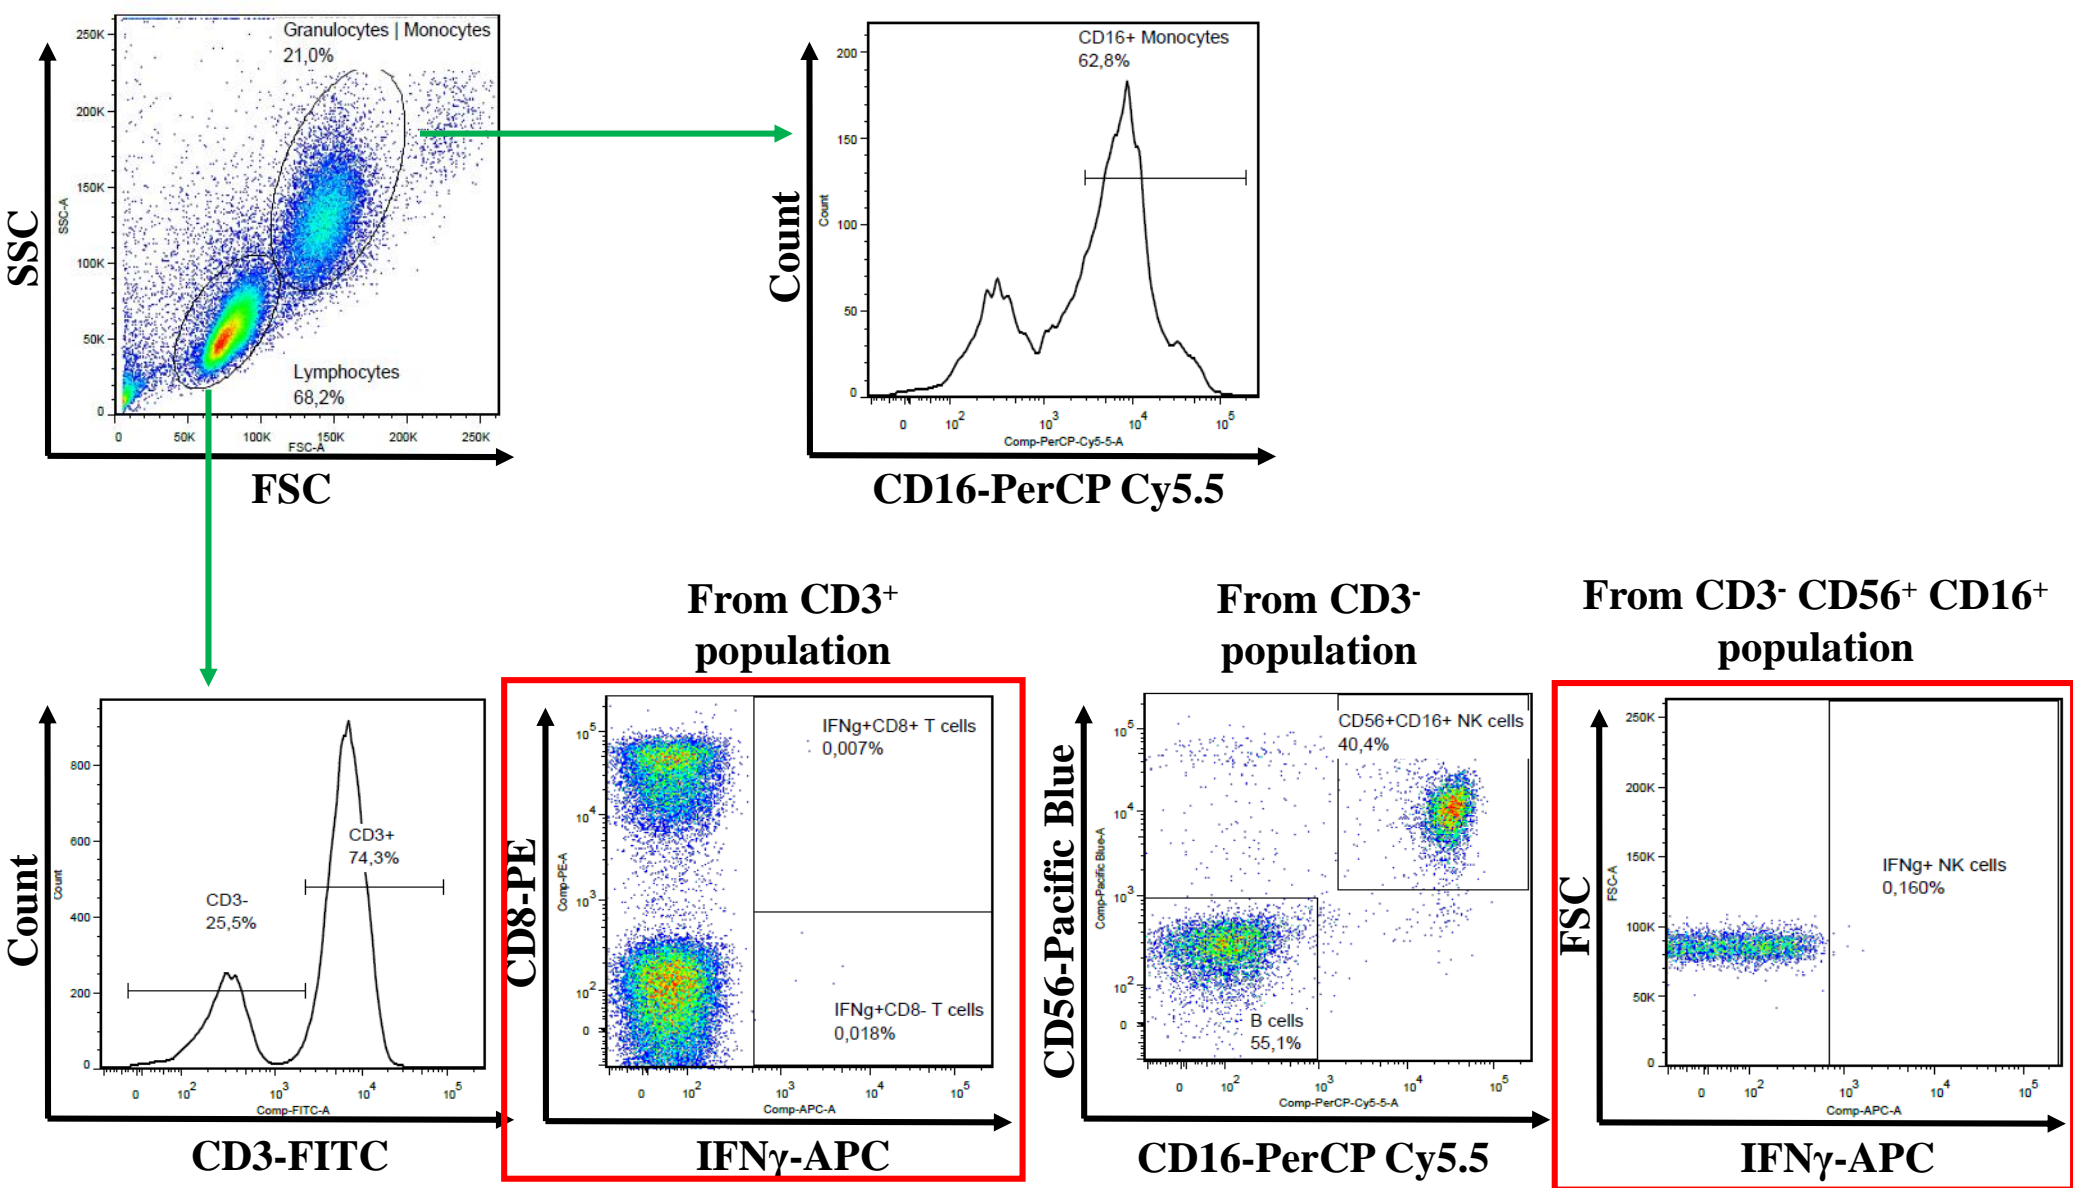 Granulocytes | Monocytes
21,0%
250K
200K
150K
100K
50K
0
SSC-A
SSC
Lymphocytes
68,2%
0 50K 100K 150K 200K 250K
FSC-A
FSC
CD16+ Monocytes
62,8%
200
150
100
50
0
Count
Count
0 10^2 10^3 10^4 10^5
Comp-PerCP-Cy5-5-A
CD16-PerCP Cy5.5
From CD3+
population
From CD3-
population
From CD3- CD56+ CD16+
population
800
600
400
200
0
Count
Count
CD3+
74,3%
CD3-
25,5%
0 10^2 10^3 10^4 10^5
Comp-FITC-A
CD3-FITC
IFNg+CD8+ T cells
0,007%
10^5
10^4
10^3
10^2
0
Comp-PE-A
CD8-PE
IFNg+CD8- T cells
0,018%
0 10^2 10^3 10^4 10^5
Comp-APC-A
IFNγ-APC
CD56+CD16+ NK cells
40,4%
10^5
10^4
10^3
10^2
0
Comp-Pacific Blue-A
CD56-Pacific Blue
B cells
55,1%
0 10^2 10^3 10^4 10^5
Comp-PerCP-Cy5-5-A
CD16-PerCP Cy5.5
250K
200K
150K
100K
50K
0
FSC-A
FSC
IFNg+ NK cells
0,160%
0 10^2 10^3 10^4 10^5
Comp-APC-A
IFNγ-APC